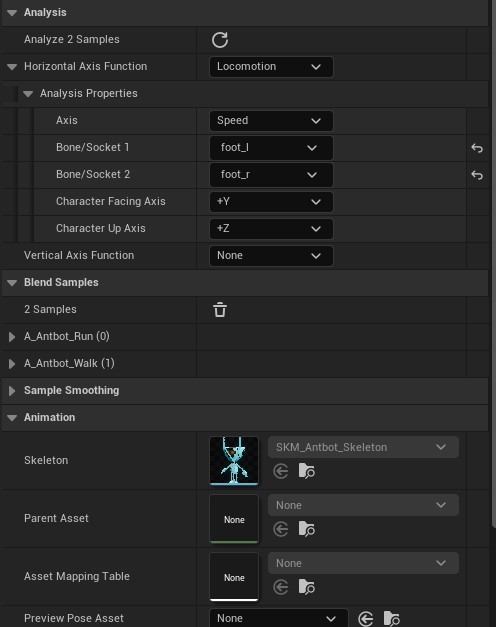 Analysis
Analyze 2 Samples
Horizontal Axis Function Locomotion
Analysis Properties
Axis Speed
Bone/Socket 1 foot_l
Bone/Socket 2 foot_r
Character Facing Axis +Y
Character Up Axis +Z
Vertical Axis Function None
Blend Samples
2 Samples
A_Antbot_Run (0)
A_Antbot_Walk (1)
Sample Smoothing
Animation
Skeleton SKM_Antbot_Skeleton
Parent Asset None None
Asset Mapping Table None None
Preview Pose Asset None